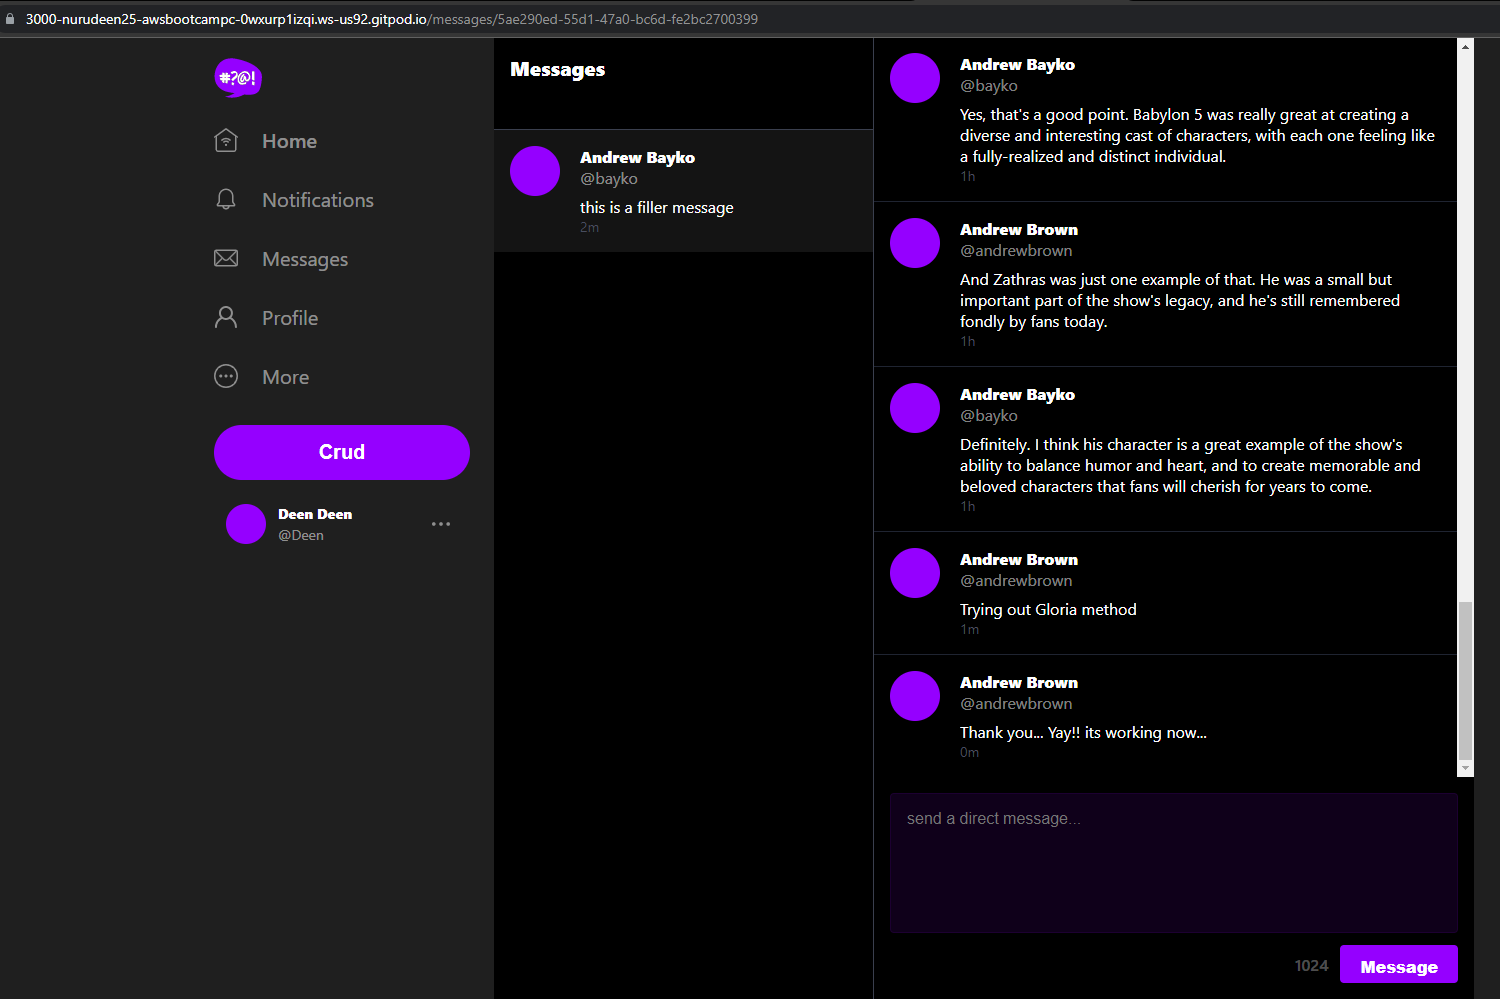 3000-nurudeen25-awsbootcampc-0wxurp1izqi.ws-us92.gitpod.io/messages/5ae290ed-55d1-47a0-bc6d-fe2bc2700399
#?@!
Home
Notifications
Messages
Profile
More
Crud
Deen Deen
@Deen
Messages
Andrew Bayko
@bayko
this is a filler message
2m
Andrew Bayko
@bayko
Yes, that's a good point. Babylon 5 was really great at creating a
diverse and interesting cast of characters, with each one feeling like
a fully-realized and distinct individual.
1h
Andrew Brown
@andrewbrown
And Zathras was just one example of that. He was a small but
important part of the show's legacy, and he's still remembered
fondly by fans today.
1h
Andrew Bayko
@bayko
Definitely. I think his character is a great example of the show's
ability to balance humor and heart, and to create memorable and
beloved characters that fans will cherish for years to come.
1h
Andrew Brown
@andrewbrown
Trying out Gloria method
1m
Andrew Brown
@andrewbrown
Thank you... Yay!! its working now...
0m
send a direct message...
1024
Message